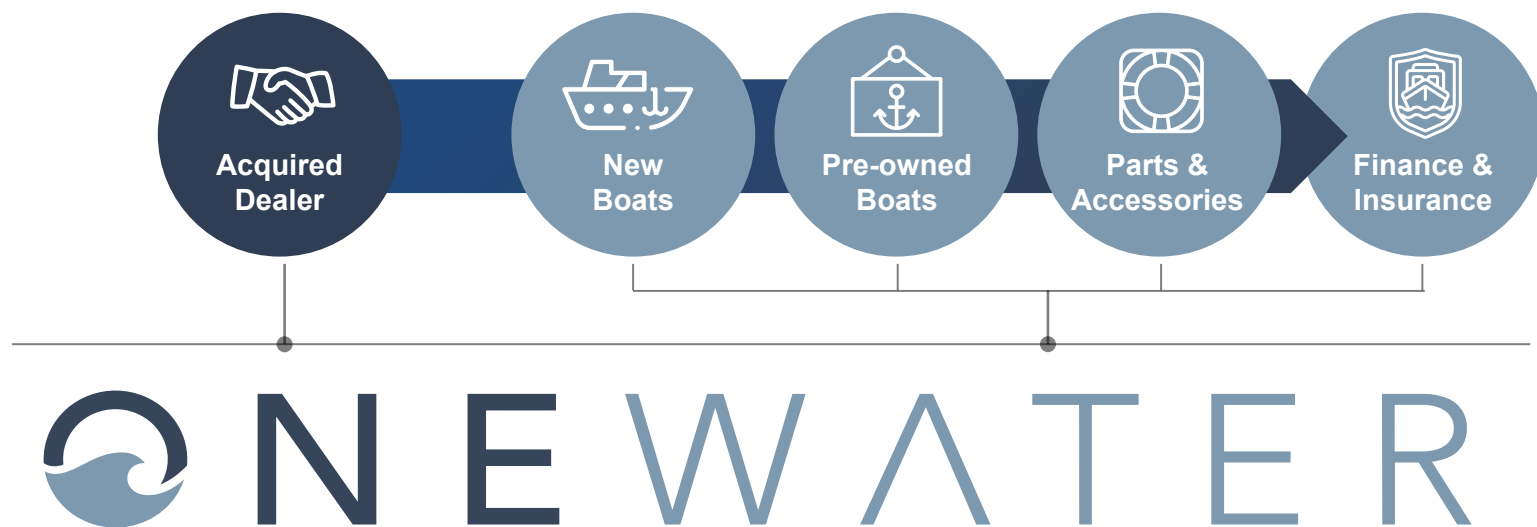 Acquired
Dealer
New
Boats
Pre-owned
Boats
Parts &
Accessories
Finance &
Insurance
ONEWATER